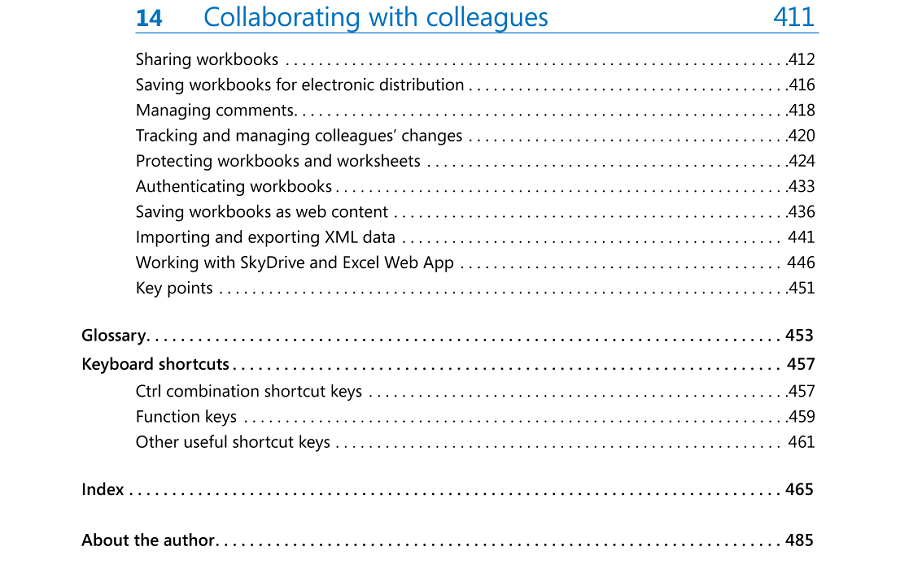 14 Collaborating with colleagues 411
Sharing workbooks . . . . . . . . . . . . . . . . . . . . . . . . . . . . . . . . . . . . . . . . . . . . . . . . . . . . . . . . . . . . . .412
Saving workbooks for electronic distribution . . . . . . . . . . . . . . . . . . . . . . . . . . . . . . . . . . . . . . .416
Managing comments. . . . . . . . . . . . . . . . . . . . . . . . . . . . . . . . . . . . . . . . . . . . . . . . . . . . . . . . . . . .418
Tracking and managing colleagues’ changes . . . . . . . . . . . . . . . . . . . . . . . . . . . . . . . . . . . . . . .420
Protecting workbooks and worksheets . . . . . . . . . . . . . . . . . . . . . . . . . . . . . . . . . . . . . . . . . . . .424
Authenticating workbooks . . . . . . . . . . . . . . . . . . . . . . . . . . . . . . . . . . . . . . . . . . . . . . . . . . . . . . .433
Saving workbooks as web content . . . . . . . . . . . . . . . . . . . . . . . . . . . . . . . . . . . . . . . . . . . . . . . .436
Importing and exporting XML data . . . . . . . . . . . . . . . . . . . . . . . . . . . . . . . . . . . . . . . . . . . . . . 441
Working with SkyDrive and Excel Web App . . . . . . . . . . . . . . . . . . . . . . . . . . . . . . . . . . . . . . . 446
Key points . . . . . . . . . . . . . . . . . . . . . . . . . . . . . . . . . . . . . . . . . . . . . . . . . . . . . . . . . . . . . . . . . . . . .451
Glossary. . . . . . . . . . . . . . . . . . . . . . . . . . . . . . . . . . . . . . . . . . . . . . . . . . . . . . . . . . . . . . . . . . . . . . . . . 453
Keyboard shortcuts . . . . . . . . . . . . . . . . . . . . . . . . . . . . . . . . . . . . . . . . . . . . . . . . . . . . . . . . . . . . . . 457
Ctrl combination shortcut keys . . . . . . . . . . . . . . . . . . . . . . . . . . . . . . . . . . . . . . . . . . . . . . . . . . .457
Function keys . . . . . . . . . . . . . . . . . . . . . . . . . . . . . . . . . . . . . . . . . . . . . . . . . . . . . . . . . . . . . . . . . .459
Other useful shortcut keys . . . . . . . . . . . . . . . . . . . . . . . . . . . . . . . . . . . . . . . . . . . . . . . . . . . . . . 461
Index . . . . . . . . . . . . . . . . . . . . . . . . . . . . . . . . . . . . . . . . . . . . . . . . . . . . . . . . . . . . . . . . . . . . . . . . . . . 465
About the author. . . . . . . . . . . . . . . . . . . . . . . . . . . . . . . . . . . . . . . . . . . . . . . . . . . . . . . . . . . . . . . . . 485